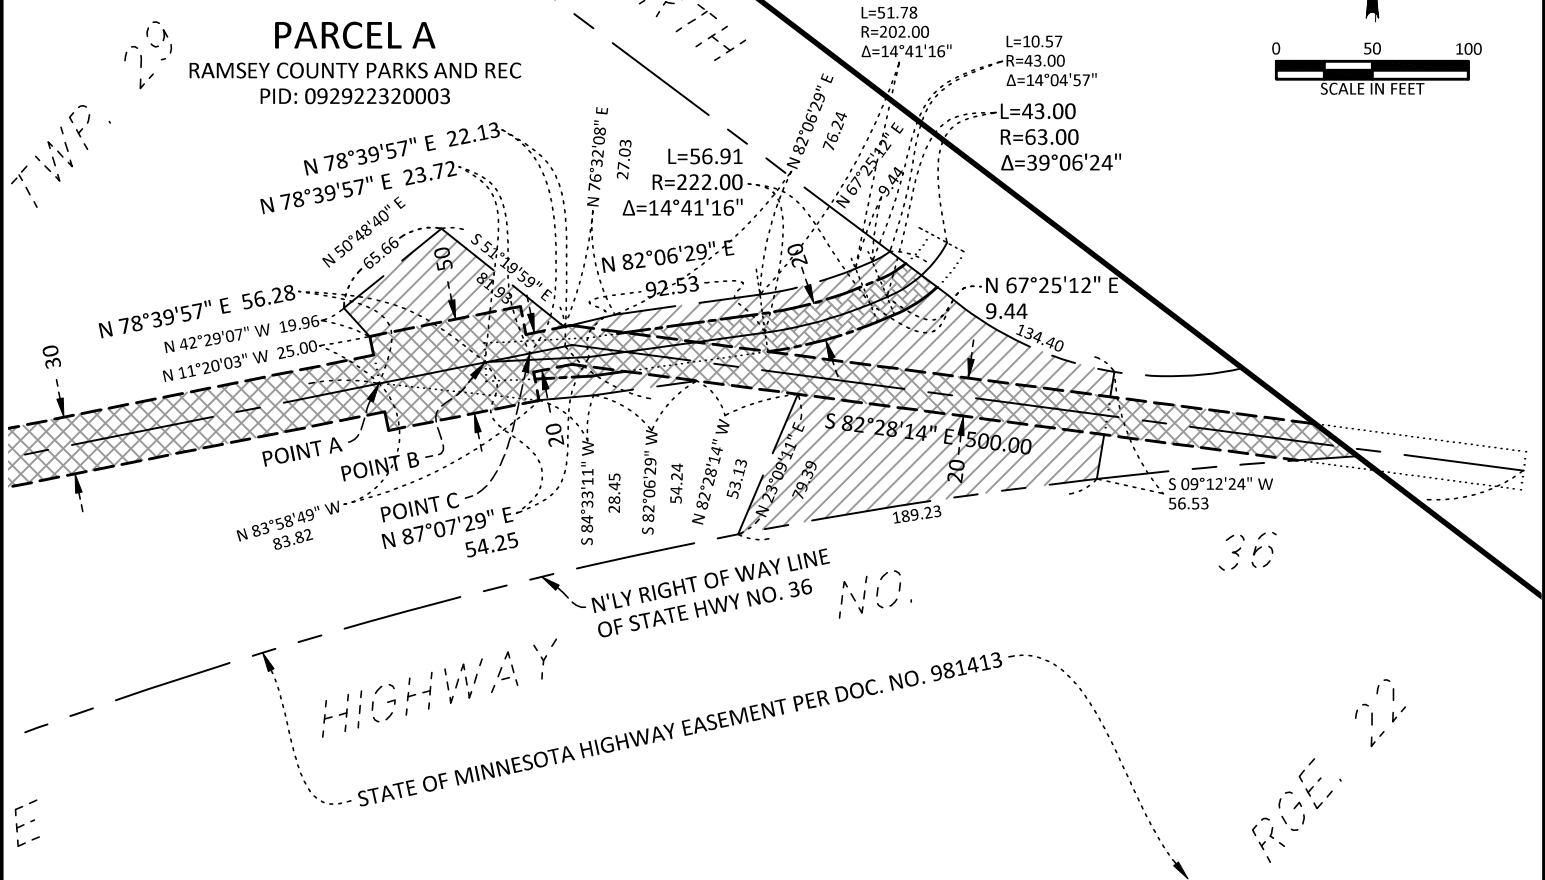 PARCEL A
RAMSEY COUNTY PARKS AND REC
PID: 092922320003
TWP. 29
RTH
L=51.78
R=202.00
Δ=14°41'16"
L=10.57
R=43.00
Δ=14°04'57"
L=43.00
R=63.00
Δ=39°06'24"
0 50 100
SCALE IN FEET
N 78°39'57" E 22.13
N 78°39'57" E 23.72
N 76°32'08" E
27.03
L=56.91
R=222.00
Δ=14°41'16"
N 82°06'29" E
76.24
N 67°25'12" E
9.44
N 50°48'40" E
65.66
S 51°19'59" E
81.93
50
N 82°06'29" E
92.53
20
N 67°25'12" E
9.44
134.40
N 78°39'57" E 56.28
N 42°29'07" W 19.96
N 11°20'03" W 25.00
30
POINT A
POINT B
POINT C
N 83°58'49" W
83.82
N 87°07'29" E
54.25
20
S 84°33'11" W
28.45
S 82°06'29" W
54.24
N 82°28'14" W
53.13
N 23°09'11" E
79.39
S 82°28'14" E 500.00
20
189.23
S 09°12'24" W
56.53
N'LY RIGHT OF WAY LINE
OF STATE HWY NO. 36
HIGHWAY NO. 36
STATE OF MINNESOTA HIGHWAY EASEMENT PER DOC. NO. 981413
RGE. 22
E